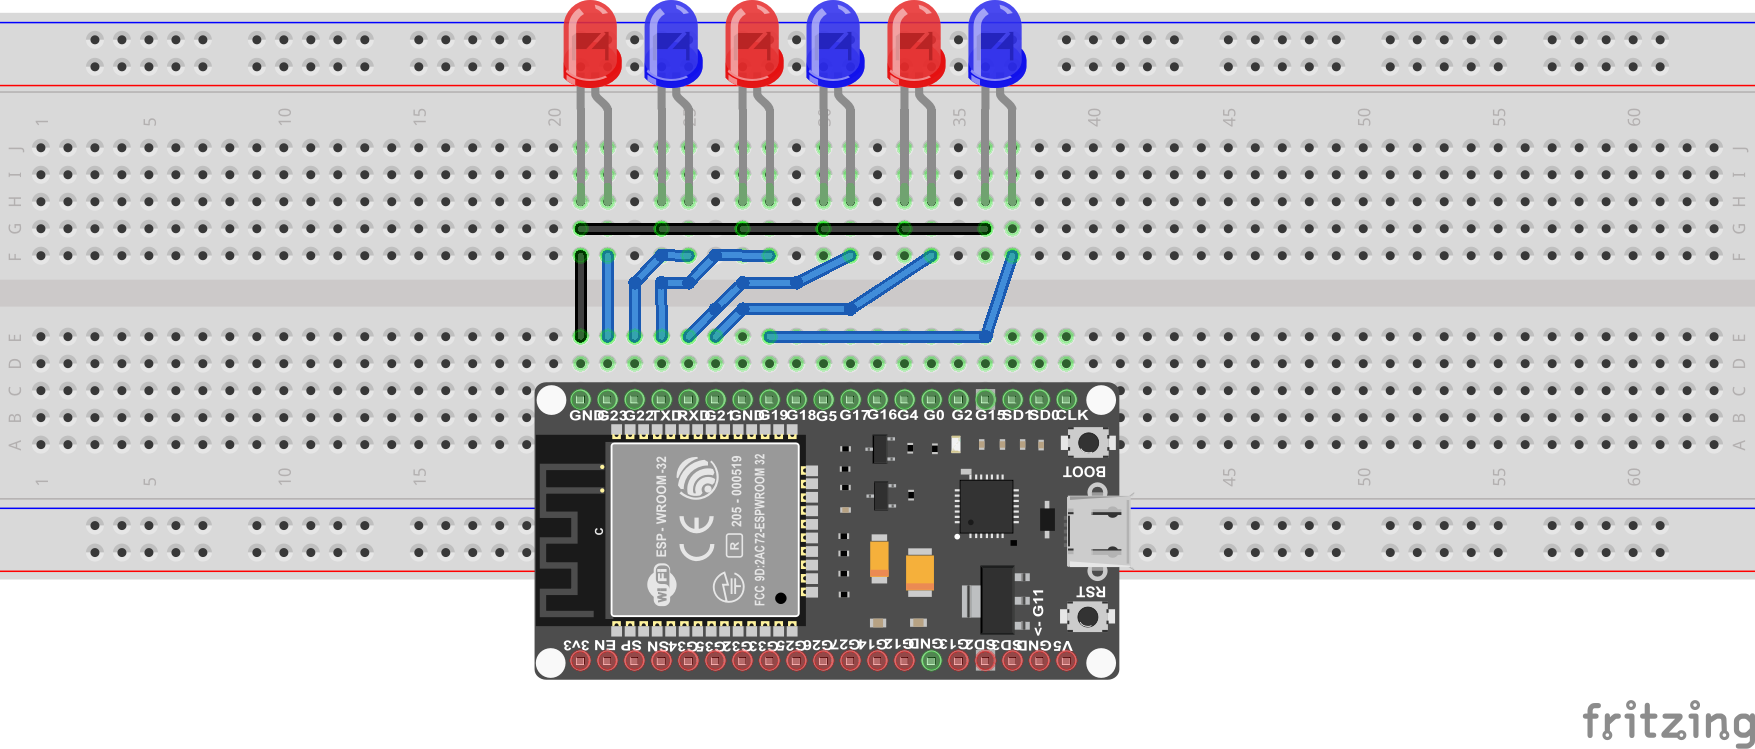 1 5 10 15 20 25 30 35 40 45 50 55 60
J J
I I
H H
G G
F F
E E
D D
C C
B B
A A
GND G23 G22 TXD RXD G21 GND G19 G18 G5 G17 G16 G4 G0 G2 G15 SD1 SD0 CLK
BOOT
1 5 10 15 45 50 55 60
C
WiFi
ESP - WROOM -32
CE
R
205 - 000519
FCC 9D:2AC72-ESPWROOM 32
RST
<- G11
3V3 EN SP SN G34 G35 G32 G33 G25 G26 G27 G14 G12 GND G13 SD2 SD3 GND V5
fritzing